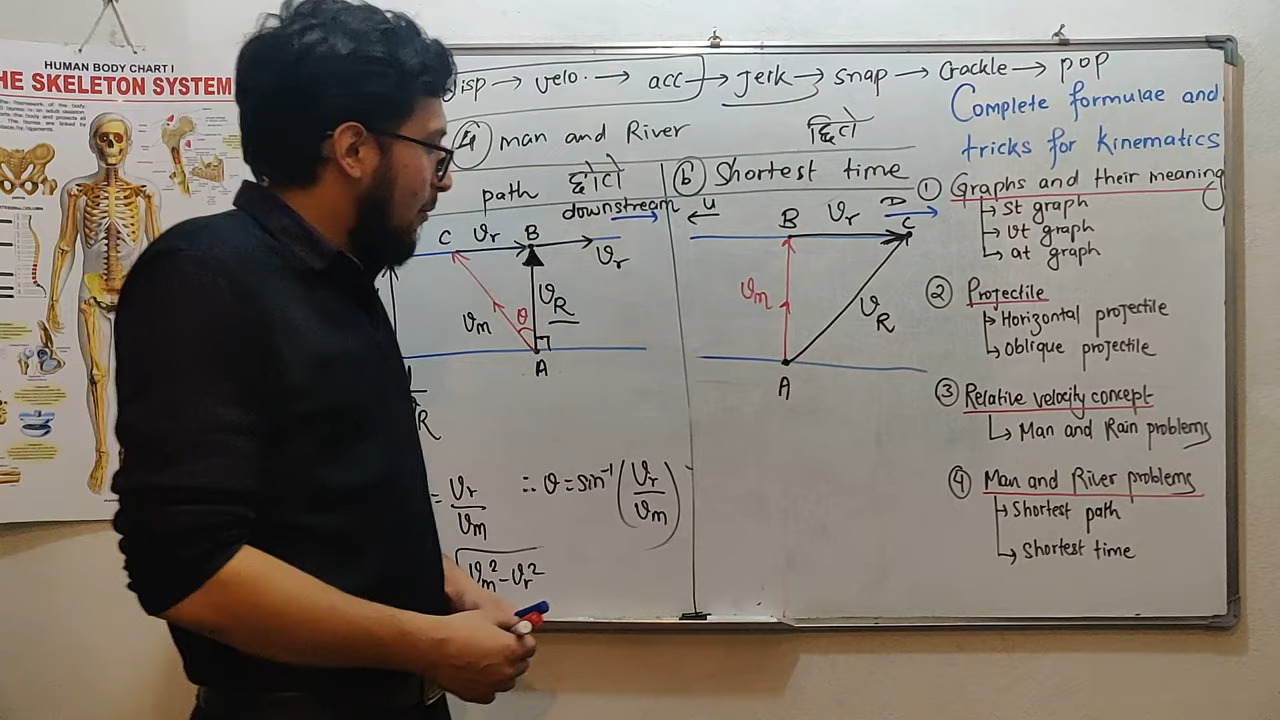 HUMAN BODY CHART I
HE SKELETON SYSTEM
isp → velo. → acc → Jerk → snap → Crackle → pop
④ man and River
छिटो
path
छोटो
downstream
C
vr
B
vr
vm
θ
vR
A
R
= vr/vm
∴ θ = sin⁻¹(vr/vm)
√vm²-vr²
ⓑ Shortest time
u
B
vr
D
C
vm
vR
A
Complete formulae and
tricks for Kinematics
① Graphs and their meaning
↳ st graph
↳ vt graph
↳ at graph
② Projectile
↳ Horizontal projectile
↳ Oblique projectile
③ Relative velocity concept
↳ Man and Rain problems
④ Man and River problems
↳ Shortest path
↳ Shortest time